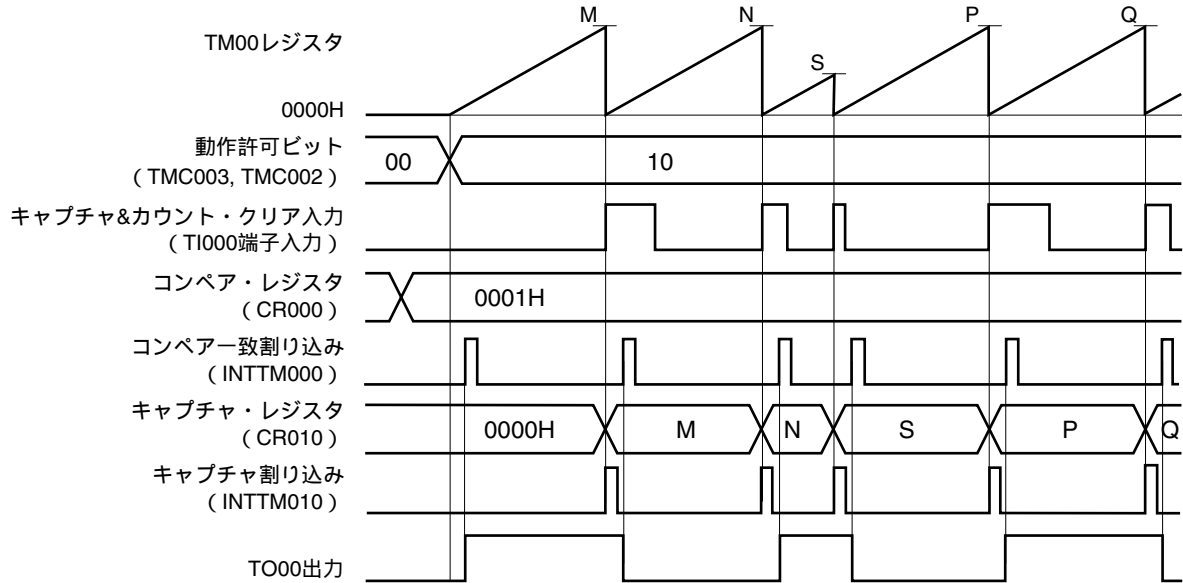 M N P Q
TM00レジスタ
S
0000H
動作許可ビット
(TMC003, TMC002)
00 10
キャプチャ&カウント・クリア入力
(TI000端子入力)
コンペア・レジスタ
(CR000)
0001H
コンペア一致割り込み
(INTTM000)
キャプチャ・レジスタ
(CR010)
0000H M N S P Q
キャプチャ割り込み
(INTTM010)
TO00出力